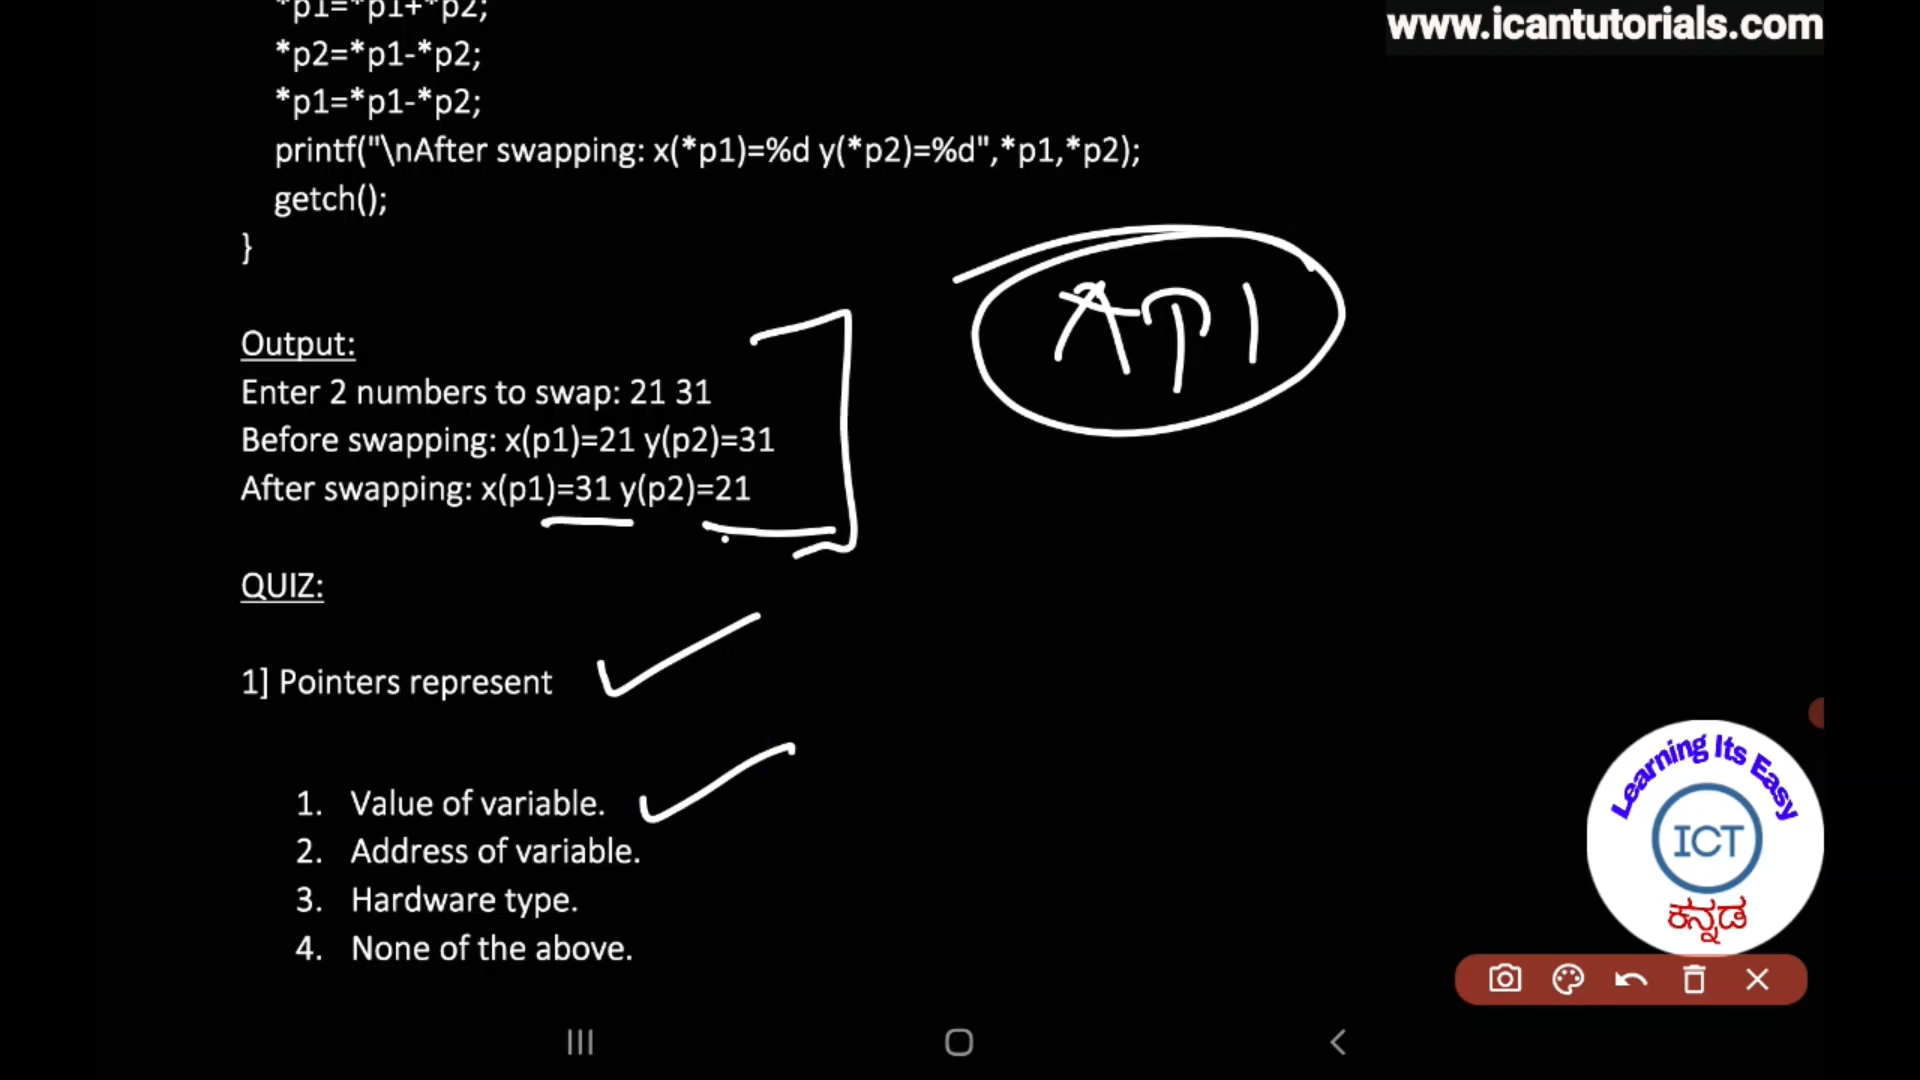 *p1=*p1+*p2;
*p2=*p1-*p2;
*p1=*p1-*p2;
printf("\nAfter swapping: x(*p1)=%d y(*p2)=%d",*p1,*p2);
getch();
}
Output:
Enter 2 numbers to swap: 21 31
Before swapping: x(p1)=21 y(p2)=31
After swapping: x(p1)=31 y(p2)=21
QUIZ:
1] Pointers represent
1. Value of variable.
2. Address of variable.
3. Hardware type.
4. None of the above.
www.icantutorials.com
API
Learning Its Easy
ICT
ಕನ್ನಡ